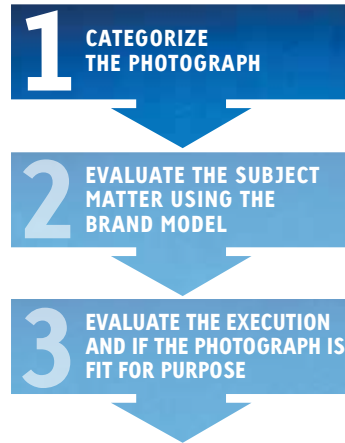 1
CATEGORIZE
THE PHOTOGRAPH
2
EVALUATE THE SUBJECT
MATTER USING THE
BRAND MODEL
3
EVALUATE THE EXECUTION
AND IF THE PHOTOGRAPH IS
FIT FOR PURPOSE